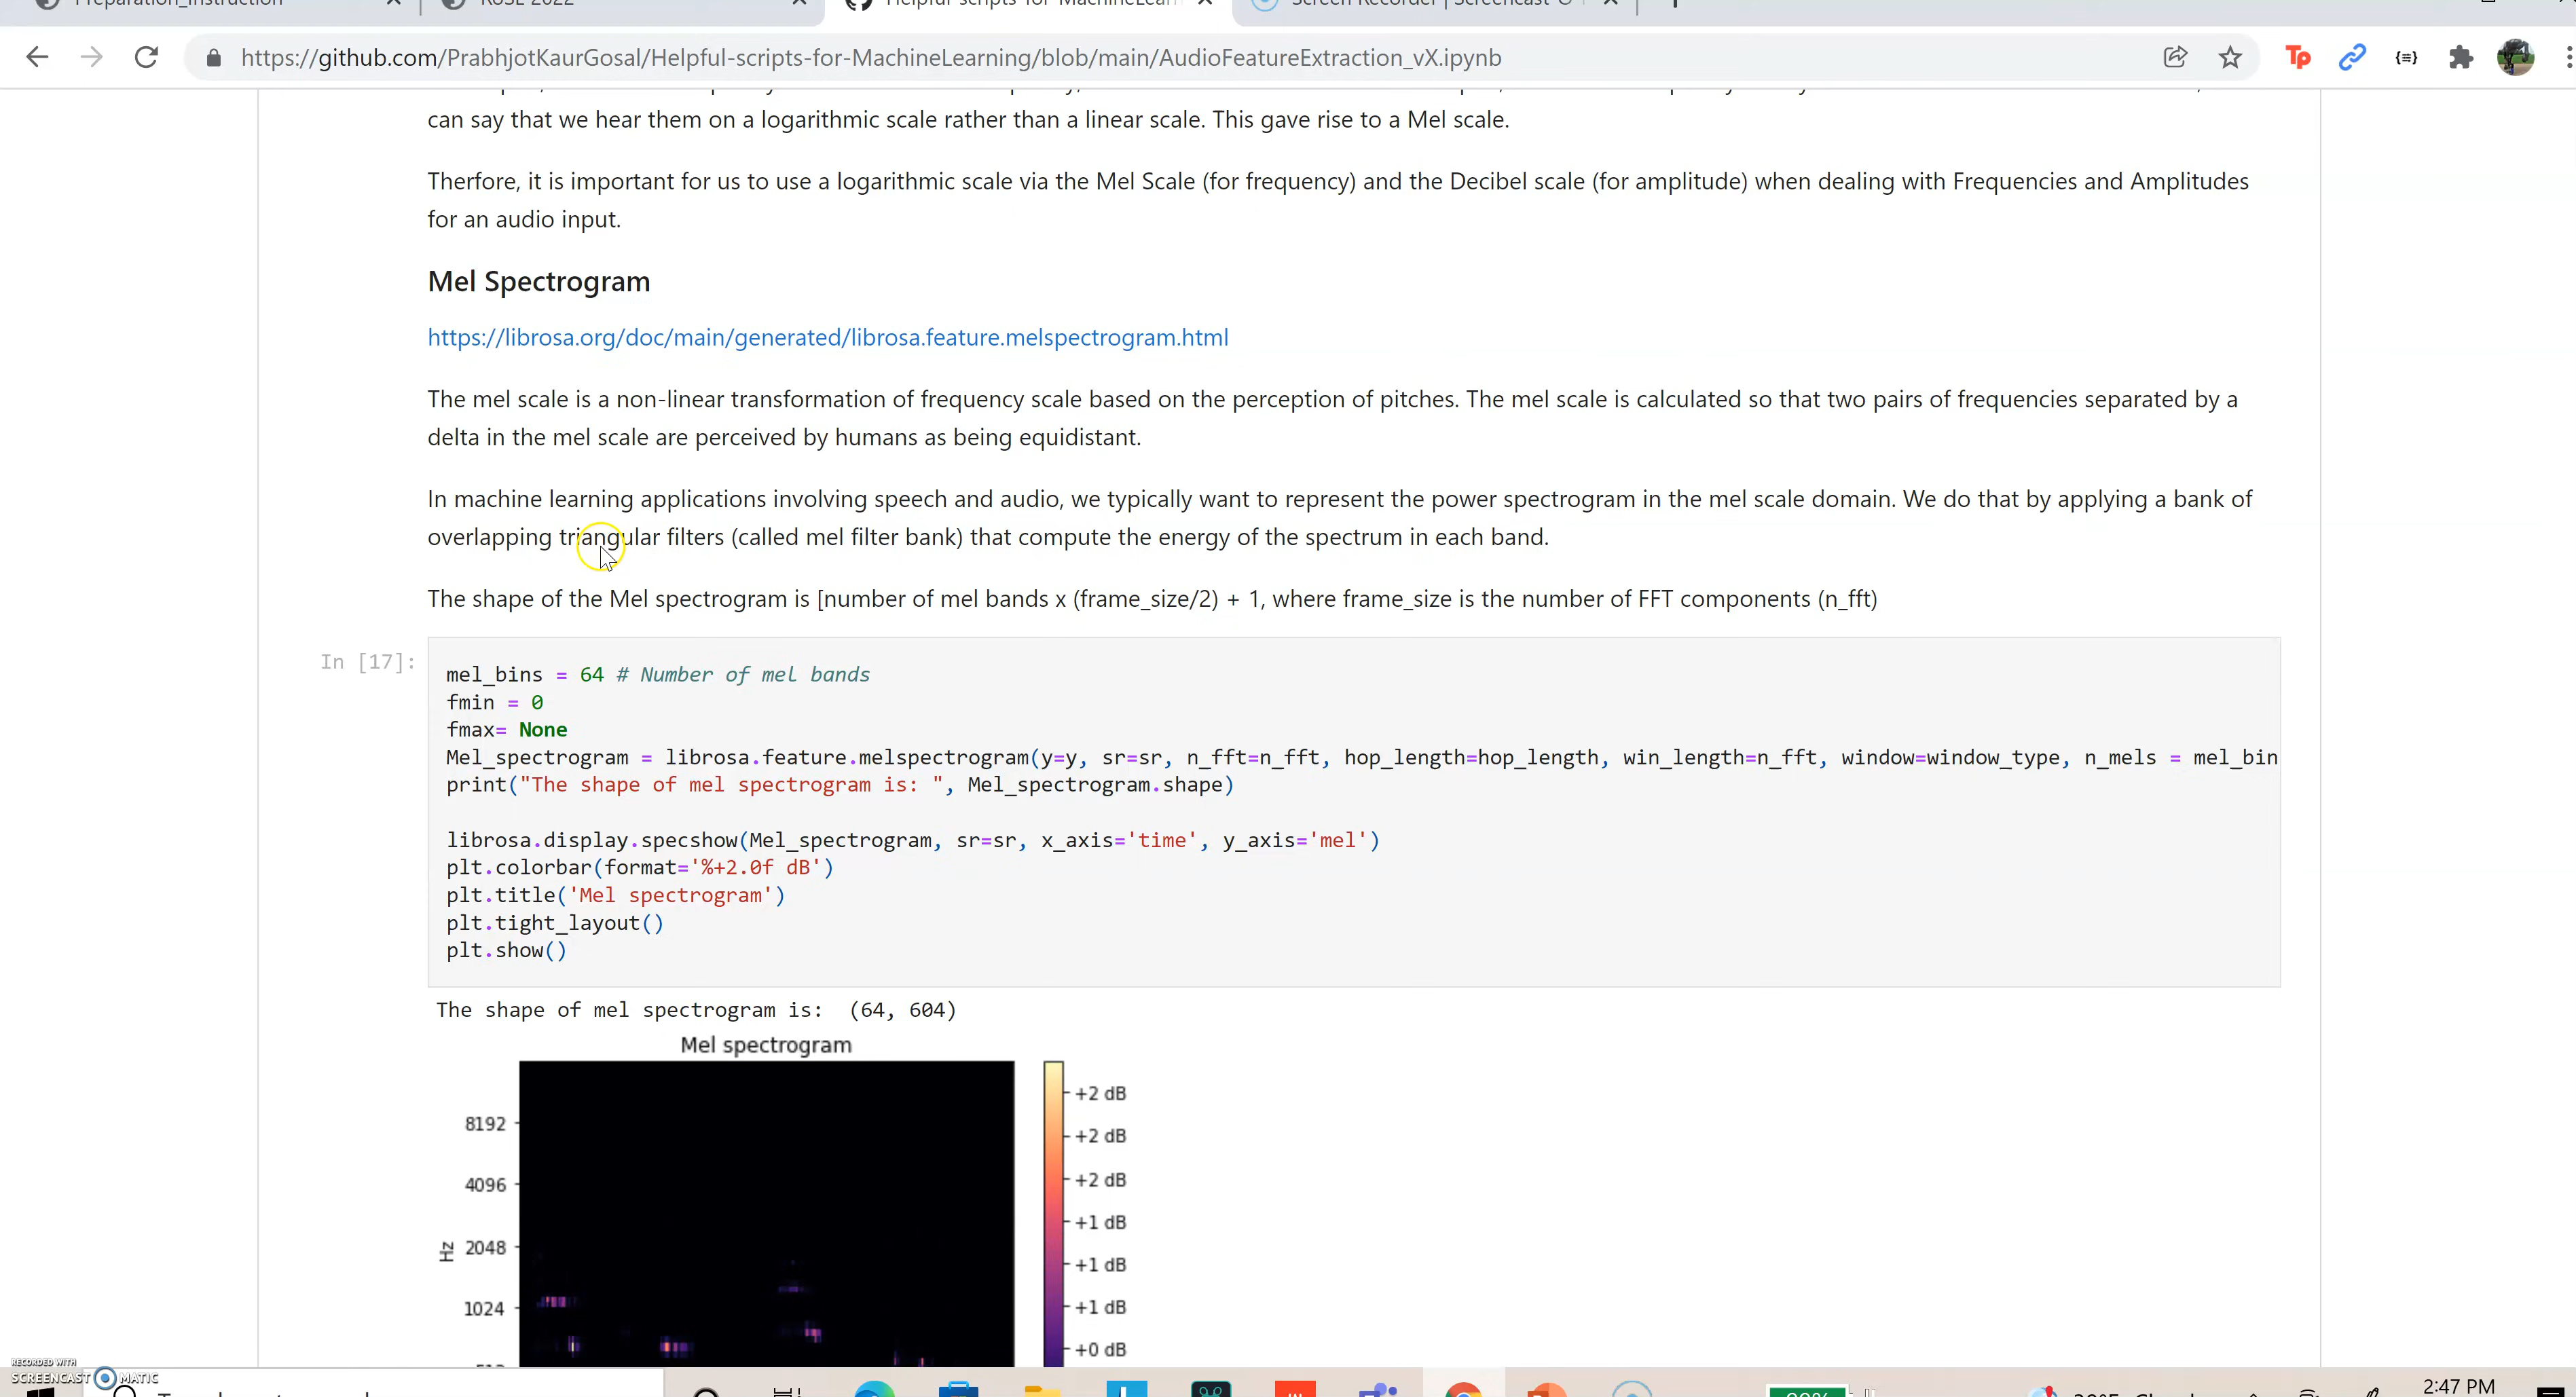 Preparation_Instruction
RoSE 2022
Helpful-scripts-for-MachineLearn
Screen Recorder | Screencast-O
https://github.com/PrabhjotKaurGosal/Helpful-scripts-for-MachineLearning/blob/main/AudioFeatureExtraction_vX.ipynb
can say that we hear them on a logarithmic scale rather than a linear scale. This gave rise to a Mel scale.
Therfore, it is important for us to use a logarithmic scale via the Mel Scale (for frequency) and the Decibel scale (for amplitude) when dealing with Frequencies and Amplitudes
for an audio input.
Mel Spectrogram
https://librosa.org/doc/main/generated/librosa.feature.melspectrogram.html
The mel scale is a non-linear transformation of frequency scale based on the perception of pitches. The mel scale is calculated so that two pairs of frequencies separated by a
delta in the mel scale are perceived by humans as being equidistant.
In machine learning applications involving speech and audio, we typically want to represent the power spectrogram in the mel scale domain. We do that by applying a bank of
overlapping triangular filters (called mel filter bank) that compute the energy of the spectrum in each band.
The shape of the Mel spectrogram is [number of mel bands x (frame_size/2) + 1, where frame_size is the number of FFT components (n_fft)
In [17]:
mel_bins = 64 # Number of mel bands
fmin = 0
fmax= None
Mel_spectrogram = librosa.feature.melspectrogram(y=y, sr=sr, n_fft=n_fft, hop_length=hop_length, win_length=n_fft, window=window_type, n_mels = mel_bin
print("The shape of mel spectrogram is: ", Mel_spectrogram.shape)
librosa.display.specshow(Mel_spectrogram, sr=sr, x_axis='time', y_axis='mel')
plt.colorbar(format='%+2.0f dB')
plt.title('Mel spectrogram')
plt.tight_layout()
plt.show()
The shape of mel spectrogram is: (64, 604)
Mel spectrogram
8192
4096
2048
1024
Hz
+2 dB
+2 dB
+2 dB
+1 dB
+1 dB
+1 dB
+0 dB
RECORDED WITH
SCREENCAST MATIC
2:47 PM